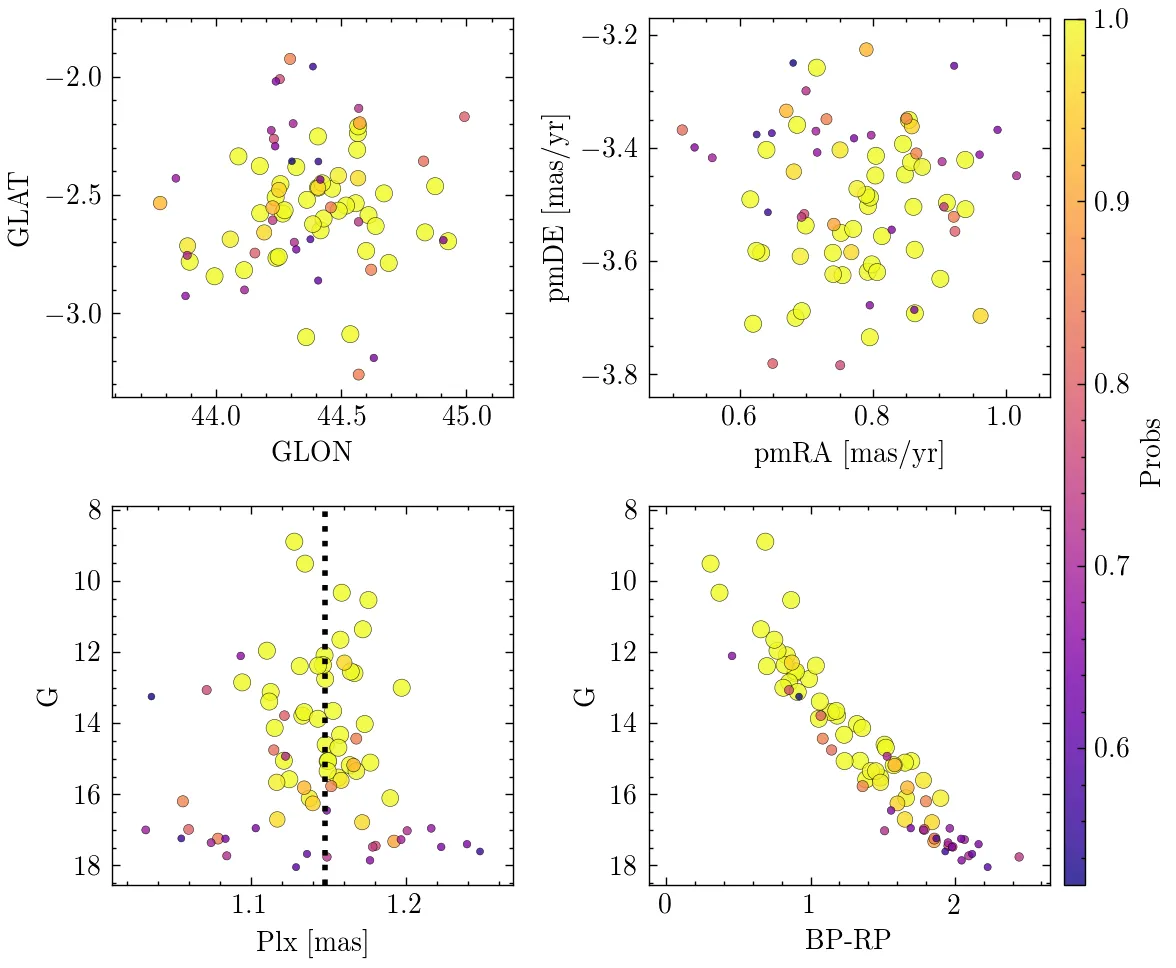 −2.0
−2.5
−3.0
GLAT
44.0 44.5 45.0
GLON
−3.2
−3.4
−3.6
−3.8
pmDE [mas/yr]
0.6 0.8 1.0
pmRA [mas/yr]
8
10
12
14
16
18
G
1.1 1.2
Plx [mas]
8
10
12
14
16
18
G
0 1 2
BP-RP
1.0
0.9
0.8
0.7
0.6
Probs